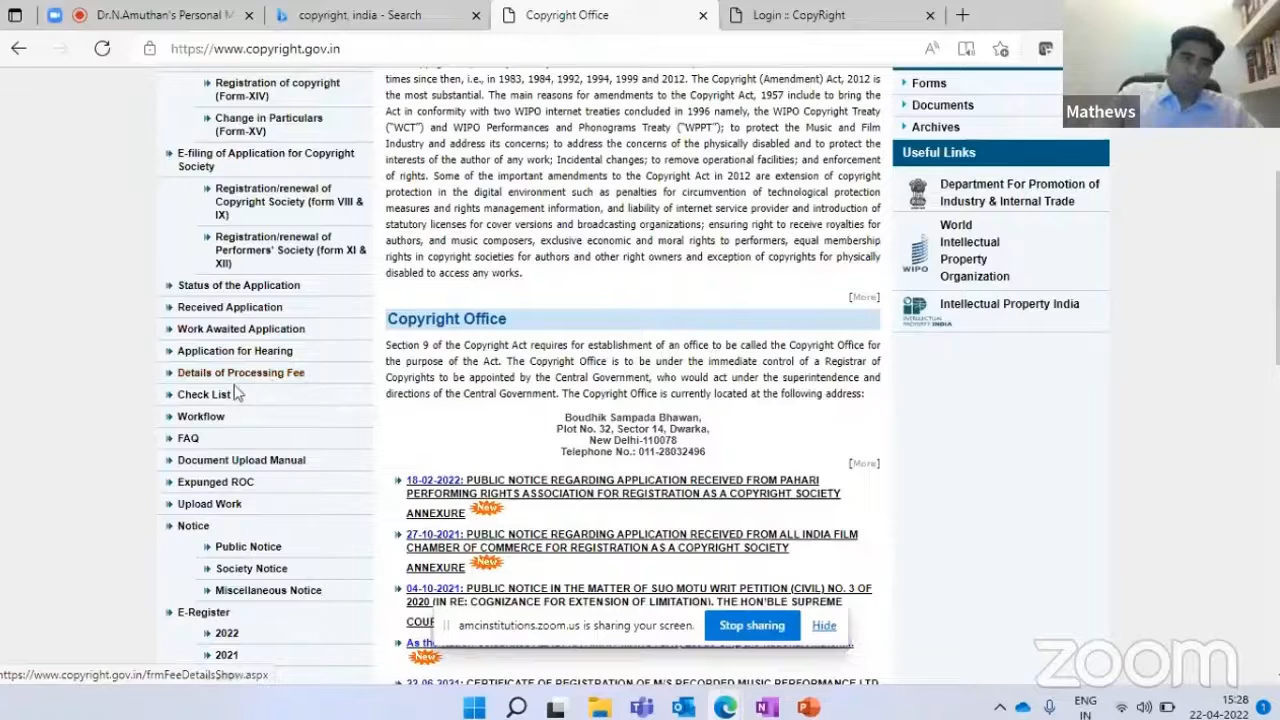 Dr.N.Amuthan's Personal M
copyright, india - Search
Copyright Office
Login :: CopyRight
https://www.copyright.gov.in
Mathews
Registration of copyright
(Form-XIV)
Change in Particulars
(Form-XV)
E-filing of Application for Copyright
Society
Registration/renewal of
Copyright Society (form VIII &
IX)
Registration/renewal of
Performers' Society (form XI &
XII)
Status of the Application
Received Application
Work Awaited Application
Application for Hearing
Details of Processing Fee
Check List
Workflow
FAQ
Document Upload Manual
Expunged ROC
Upload Work
Notice
Public Notice
Society Notice
Miscellaneous Notice
E-Register
2022
2021
https://www.copyright.gov.in/frmFeeDetailsShow.aspx
times since then, i.e., in 1983, 1984, 1992, 1994, 1999 and 2012. The Copyright (Amendment) Act, 2012 is
the most substantial. The main reasons for amendments to the Copyright Act, 1957 include to bring the
Act in conformity with two WIPO internet treaties concluded in 1996 namely, the WIPO Copyright Treaty
("WCT") and WIPO Performances and Phonograms Treaty ("WPPT"); to protect the Music and Film
Industry and address its concerns; to address the concerns of the physically disabled and to protect the
interests of the author of any work; Incidental changes; to remove operational facilities; and enforcement
of rights. Some of the important amendments to the Copyright Act in 2012 are extension of copyright
protection in the digital environment such as penalties for circumvention of technological protection
measures and rights management information, and liability of internet service provider and introduction of
statutory licenses for cover versions and broadcasting organizations; ensuring right to receive royalties for
authors, and music composers, exclusive economic and moral rights to performers, equal membership
rights in copyright societies for authors and other right owners and exception of copyrights for physically
disabled to access any works.
[More]
Copyright Office
Section 9 of the Copyright Act requires for establishment of an office to be called the Copyright Office for
the purpose of the Act. The Copyright Office is to be under the immediate control of a Registrar of
Copyrights to be appointed by the Central Government, who would act under the superintendence and
directions of the Central Government. The Copyright Office is currently located at the following address:
Boudhik Sampada Bhawan,
Plot No. 32, Sector 14, Dwarka,
New Delhi-110078
Telephone No.: 011-28032496
[More]
18-02-2022: PUBLIC NOTICE REGARDING APPLICATION RECEIVED FROM PAHARI
PERFORMING RIGHTS ASSOCIATION FOR REGISTRATION AS A COPYRIGHT SOCIETY
ANNEXURE New
27-10-2021: PUBLIC NOTICE REGARDING APPLICATION RECEIVED FROM ALL INDIA FILM
CHAMBER OF COMMERCE FOR REGISTRATION AS A COPYRIGHT SOCIETY
ANNEXURE New
04-10-2021: PUBLIC NOTICE IN THE MATTER OF SUO MOTU WRIT PETITION (CIVIL) NO. 3 OF
2020 (IN RE: COGNIZANCE FOR EXTENSION OF LIMITATION). THE HON'BLE SUPREME
amcinstitutions.zoom.us is sharing your screen.
Stop sharing
Hide
As the
New
22-06-2021: CERTIFICATE OF REGISTRATION OF M/S RECORDED MUSIC PERFORMANCE LTD
Forms
Documents
Archives
Useful Links
Department For Promotion of
Industry & Internal Trade
World
Intellectual
Property
Organization
WIPO
Intellectual Property India
INTELLECTUAL
PROPERTY INDIA
zoom
ENG
IN
15:28
22-04-2022